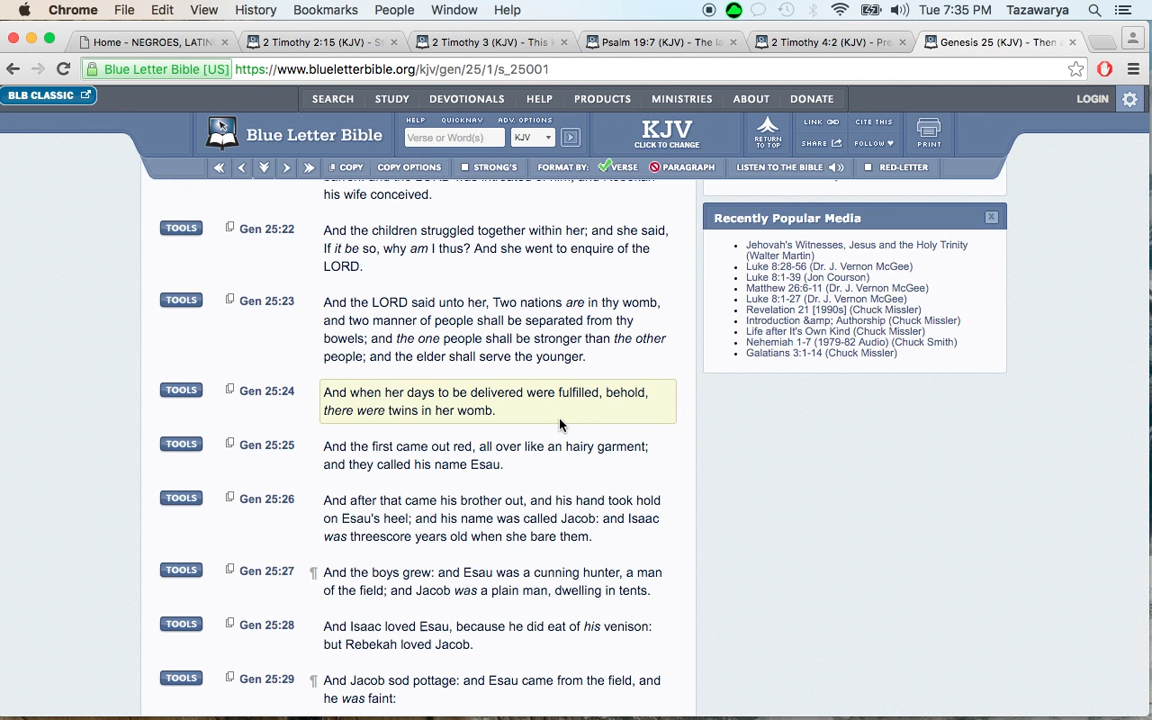 Chrome File Edit View History Bookmarks People Window Help Tue 7:35 PM Tazawarya
Home - NEGROES, LATIN
2 Timothy 2:15 (KJV) - S
2 Timothy 3 (KJV) - This k
Psalm 19:7 (KJV) - The la
2 Timothy 4:2 (KJV) - Pre
Genesis 25 (KJV) - Then a
Blue Letter Bible [US] https://www.blueletterbible.org/kjv/gen/25/1/s_25001
BLB CLASSIC
SEARCH STUDY DEVOTIONALS HELP PRODUCTS MINISTRIES ABOUT DONATE LOGIN
HELP QUICKNAV ADV. OPTIONS
Blue Letter Bible
Verse or Word(s) KJV
KJV
CLICK TO CHANGE
RETURN
TO TOP
LINK CITE THIS
SHARE FOLLOW
PRINT
COPY COPY OPTIONS STRONG'S FORMAT BY: VERSE PARAGRAPH LISTEN TO THE BIBLE RED-LETTER
his wife conceived.
TOOLS Gen 25:22 And the children struggled together within her; and she said,
If it be so, why am I thus? And she went to enquire of the
LORD.
TOOLS Gen 25:23 And the LORD said unto her, Two nations are in thy womb,
and two manner of people shall be separated from thy
bowels; and the one people shall be stronger than the other
people; and the elder shall serve the younger.
TOOLS Gen 25:24 And when her days to be delivered were fulfilled, behold,
there were twins in her womb.
TOOLS Gen 25:25 And the first came out red, all over like an hairy garment;
and they called his name Esau.
TOOLS Gen 25:26 And after that came his brother out, and his hand took hold
on Esau's heel; and his name was called Jacob: and Isaac
was threescore years old when she bare them.
TOOLS Gen 25:27 ¶ And the boys grew: and Esau was a cunning hunter, a man
of the field; and Jacob was a plain man, dwelling in tents.
TOOLS Gen 25:28 And Isaac loved Esau, because he did eat of his venison:
but Rebekah loved Jacob.
TOOLS Gen 25:29 ¶ And Jacob sod pottage: and Esau came from the field, and
he was faint:
Recently Popular Media x
• Jehovah's Witnesses, Jesus and the Holy Trinity
(Walter Martin)
• Luke 8:28-56 (Dr. J. Vernon McGee)
• Luke 8:1-39 (Jon Courson)
• Matthew 26:6-11 (Dr. J. Vernon McGee)
• Luke 8:1-27 (Dr. J. Vernon McGee)
• Revelation 21 [1990s] (Chuck Missler)
• Introduction &amp; Authorship (Chuck Missler)
• Life after It's Own Kind (Chuck Missler)
• Nehemiah 1-7 (1979-82 Audio) (Chuck Smith)
• Galatians 3:1-14 (Chuck Missler)